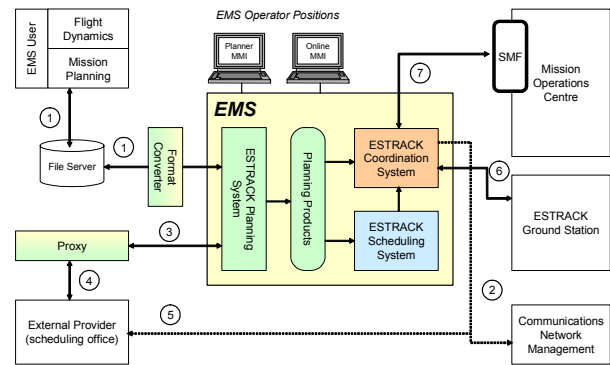 EMS Operator Positions
EMS User
Flight
Dynamics
Mission
Planning
Planner
MMI
Online
MMI
7
SMF
Mission
Operations
Centre
1
1
File Server
Format
Converter
EMS
ESTRACK Planning
System
Planning Products
ESTRACK
Coordination
System
ESTRACK
Scheduling
System
6
ESTRACK
Ground Station
Proxy
3
4
2
External Provider
(scheduling office)
5
Communications
Network
Management